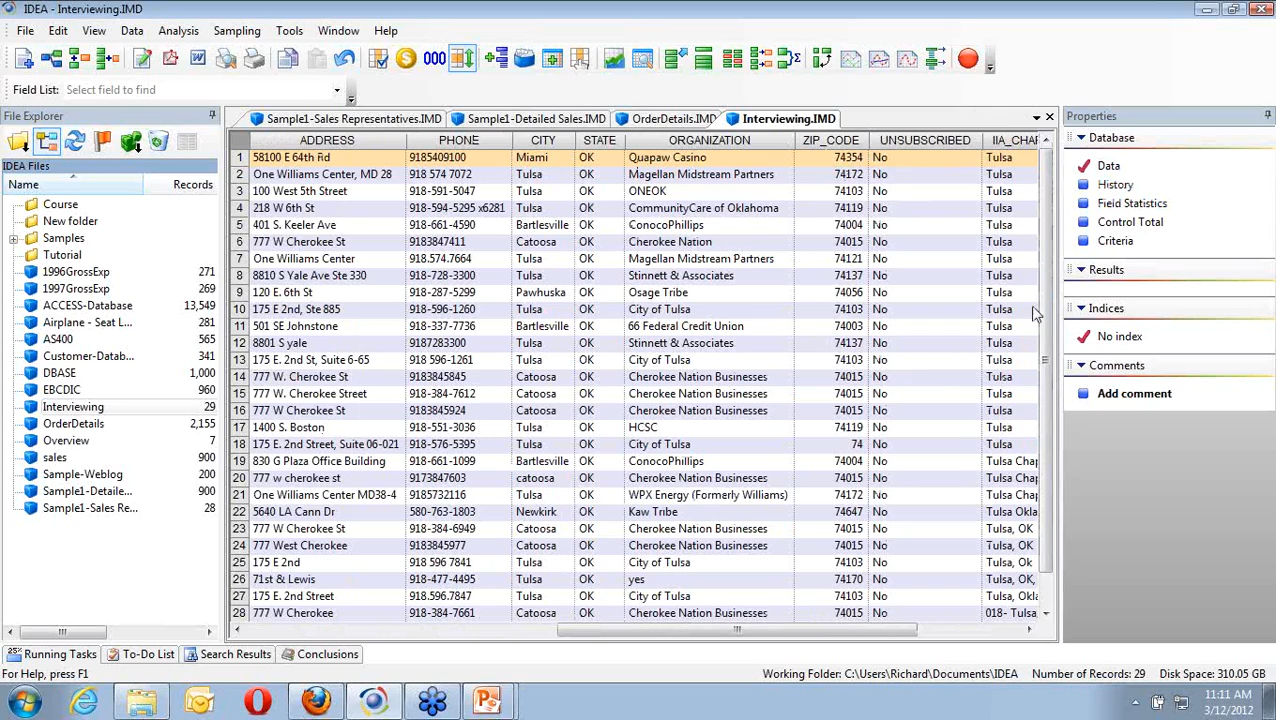 IDEA - Interviewing.IMD
File Edit View Data Analysis Sampling Tools Window Help
Field List: Select field to find
File Explorer
IDEA Files
Name Records
Course
New folder
Samples
Tutorial
1996GrossExp 271
1997GrossExp 389
ACCESS-Database 13,549
Airplane - Seat L... 281
AS400 365
Customer-Datab... 341
DBASE 1,000
EBCDIC 960
Interviewing 29
OrderDetails 2,155
Overview 7
sales 900
Sample-Weblog 200
Sample1-Detaile... 900
Sample1-Sales Re... 28
Sample1-Sales Representatives.IMD Sample1-Detailed Sales.IMD OrderDetails.IMD Interviewing.IMD
ADDRESS PHONE CITY STATE ORGANIZATION ZIP_CODE UNSUBSCRIBED IIA_CHAP
1 58100 E 64th Rd 9185409100 Miami OK Quapaw Casino 74354 No Tulsa
2 One Williams Center, MD 28 918 574 7072 Tulsa OK Magellan Midstream Partners 74172 No Tulsa
3 100 West 5th Street 918-591-5047 Tulsa OK ONEOK 74103 No Tulsa
4 218 W 6th St 918-594-5295 x6281 Tulsa OK CommunityCare of Oklahoma 74119 No Tulsa
5 401 S. Keeler Ave 918-661-4590 Bartlesville OK ConocoPhillips 74004 No Tulsa
6 777 W Cherokee St 9183847411 Catoosa OK Cherokee Nation 74015 No Tulsa
7 One Williams Center 918.574.7664 Tulsa OK Magellan Midstream Partners 74121 No Tulsa
8 8810 S Yale Ave Ste 330 918-728-3300 Tulsa OK Stinnett & Associates 74137 No Tulsa
9 120 E. 6th St 918-287-5299 Pawhuska OK Osage Tribe 74056 No Tulsa
10 175 E 2nd, Ste 885 918-596-1260 Tulsa OK City of Tulsa 74103 No Tulsa
11 501 SE Johnstone 918-337-7736 Bartlesville OK 66 Federal Credit Union 74003 No Tulsa
12 8801 S yale 9187283300 Tulsa OK Stinnett & Associates 74137 No Tulsa
13 175 E. 2nd St, Suite 6-65 918 596-1261 Tulsa OK City of Tulsa 74103 No Tulsa
14 777 W. Cherokee St 9183845845 Catoosa OK Cherokee Nation Businesses 74015 No Tulsa
15 777 W. Cherokee Street 918-384-7612 Catoosa OK Cherokee Nation Businesses 74015 No Tulsa
16 777 W Cherokee St 9183845924 Catoosa OK Cherokee Nation Businesses 74015 No Tulsa
17 1400 S. Boston 918-551-3036 Tulsa OK HCSC 74119 No Tulsa
18 175 E. 2nd Street, Suite 06-021 918-576-5395 Tulsa OK City of Tulsa 74 No Tulsa
19 830 G Plaza Office Building 918-661-1099 Bartlesville OK ConocoPhillips 74004 No Tulsa Chap
20 777 w cherokee st 9173847603 catoosa OK Cherokee Nation Businesses 74015 No Tulsa Chap
21 One Williams Center MD38-4 9185732116 Tulsa OK WPX Energy (Formerly Williams) 74172 No Tulsa Chap
22 5640 LA Cann Dr 580-763-1803 Newkirk OK Kaw Tribe 74647 No Tulsa Okla
23 777 W Cherokee St 918-384-6949 Catoosa OK Cherokee Nation Businesses 74015 No Tulsa, OK
24 777 West Cherokee 9183845977 Catoosa OK Cherokee Nation Businesses 74015 No Tulsa, OK
25 175 E 2nd 918 596 7841 Tulsa OK City of Tulsa 74103 No Tulsa, Ok
26 71st & Lewis 918-477-4495 Tulsa OK yes 74170 No Tulsa, OK,
27 175 E. 2nd Street 918.596.7847 Tulsa OK City of Tulsa 74103 No Tulsa, Okla
28 777 W Cherokee 918-384-7661 Catoosa OK Cherokee Nation Businesses 74015 No 018- Tulsa,
Properties
Database
Data
History
Field Statistics
Control Total
Criteria
Results
Indices
No index
Comments
Add comment
Running Tasks To-Do List Search Results Conclusions
For Help, press F1 Working Folder: C:\Users\Richard\Documents\IDEA Number of Records: 29 Disk Space: 310.05 GB
11:11 AM
3/12/2012